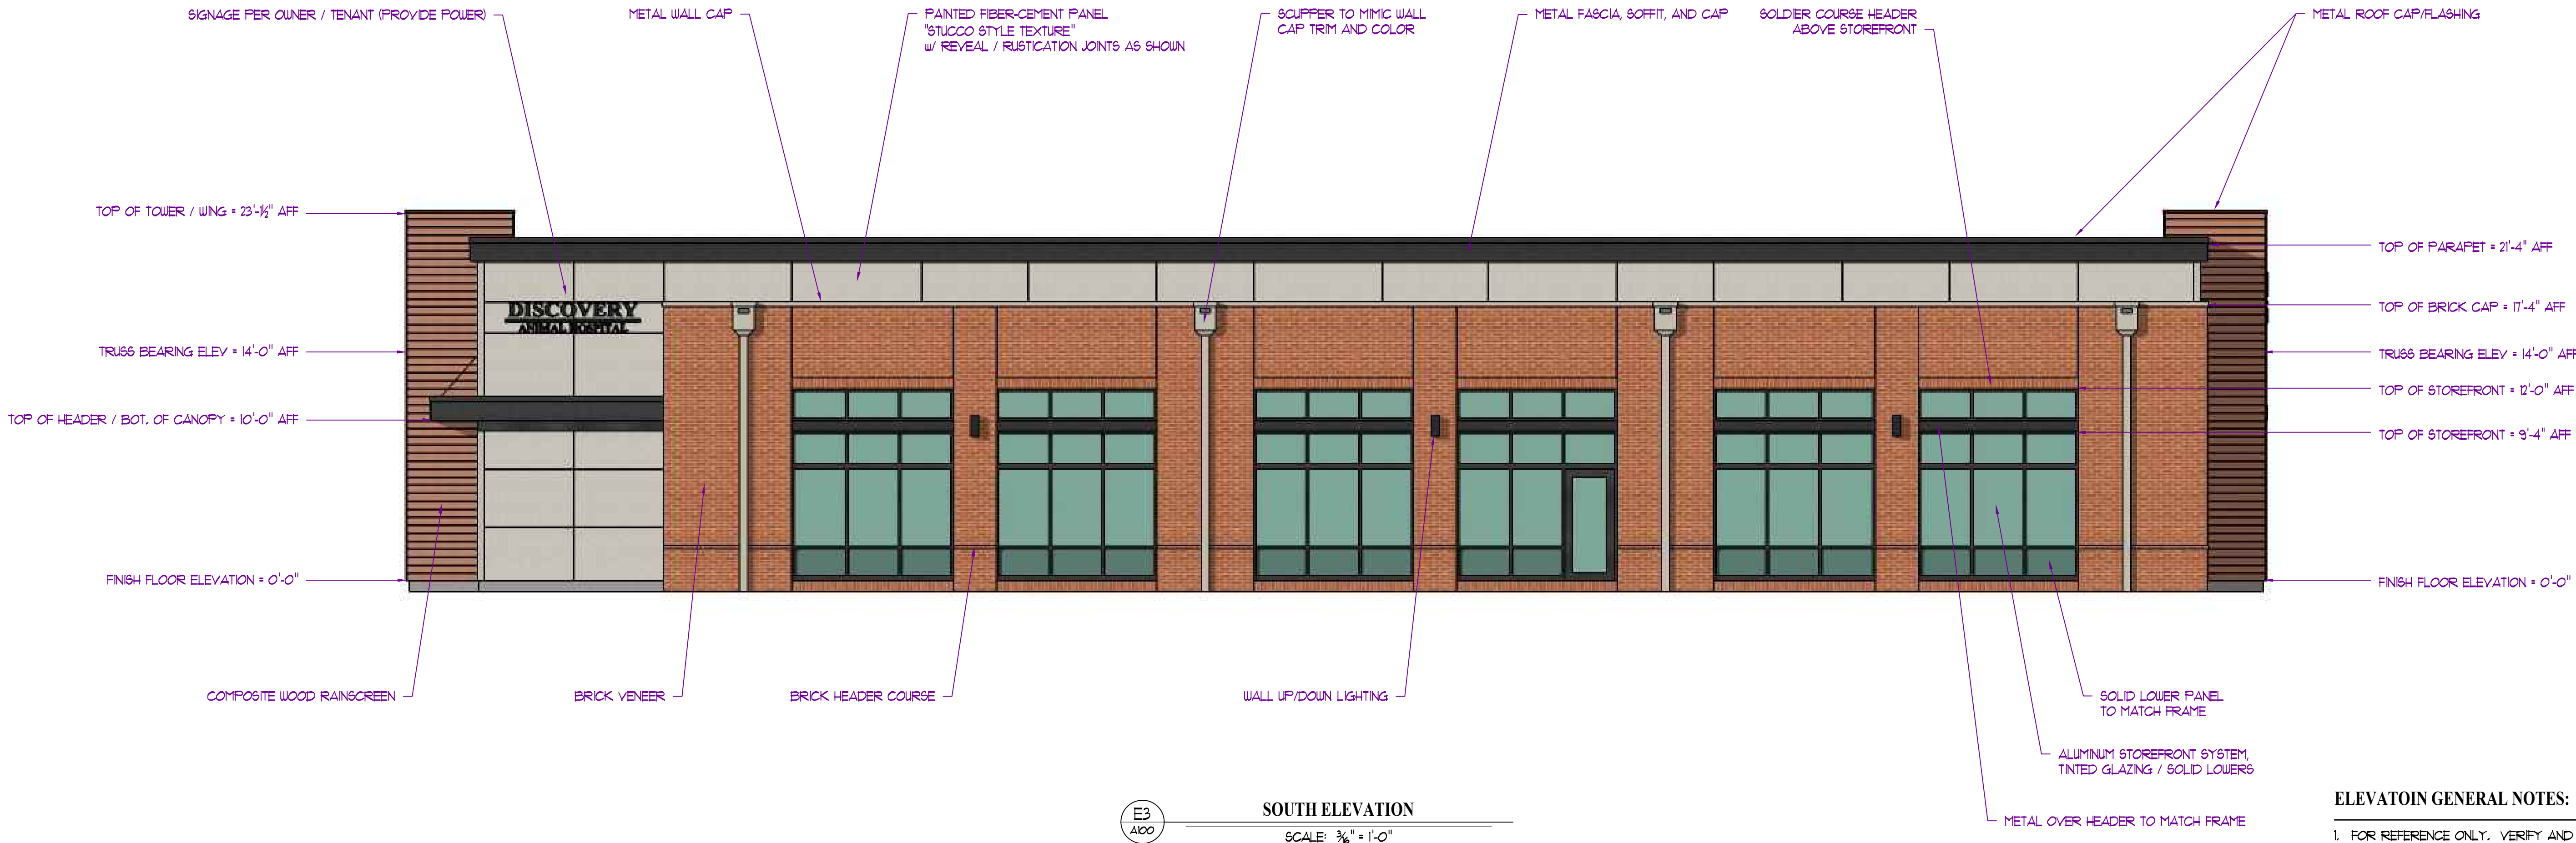 SIGNAGE PER OWNER / TENANT (PROVIDE POWER)
METAL WALL CAP
PAINTED FIBER-CEMENT PANEL
"STUCCO STYLE TEXTURE"
w/ REVEAL / RUSTICATION JOINTS AS SHOWN
SCUPPER TO MIMIC WALL
CAP TRIM AND COLOR
METAL FASCIA, SOFFIT, AND CAP
SOLDIER COURSE HEADER
ABOVE STOREFRONT
METAL ROOF CAP/FLASHING
TOP OF TOWER / WING = 23'-1½" AFF
TRUSS BEARING ELEV = 14'-0" AFF
TOP OF HEADER / BOT. OF CANOPY = 10'-0" AFF
FINISH FLOOR ELEVATION = 0'-0"
DISCOVERY
ANIMAL HOSPITAL
TOP OF PARAPET = 21'-4" AFF
TOP OF BRICK CAP = 17'-4" AFF
TRUSS BEARING ELEV = 14'-0" AFF
TOP OF STOREFRONT = 12'-0" AFF
TOP OF STOREFRONT = 9'-4" AFF
FINISH FLOOR ELEVATION = 0'-0"
COMPOSITE WOOD RAINSCREEN
BRICK VENEER
BRICK HEADER COURSE
WALL UP/DOWN LIGHTING
SOLID LOWER PANEL
TO MATCH FRAME
ALUMINUM STOREFRONT SYSTEM,
TINTED GLAZING / SOLID LOWERS
METAL OVER HEADER TO MATCH FRAME
E3
A100
SOUTH ELEVATION
SCALE: 3/16" = 1'-0"
ELEVATOIN GENERAL NOTES:
1. FOR REFERENCE ONLY. VERIFY AND